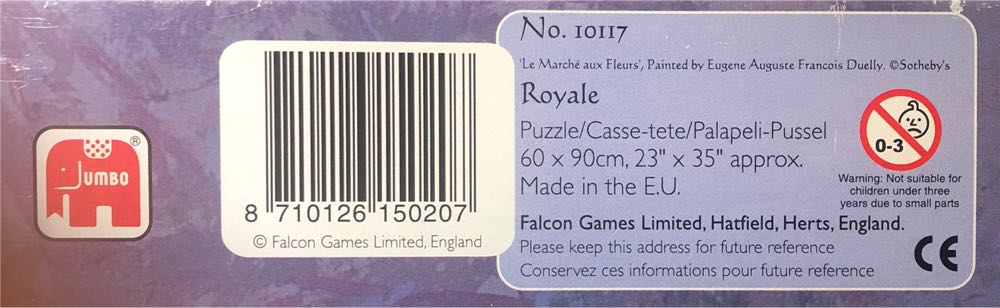 JUMBO®
8 710126 150207
© Falcon Games Limited, England
No. 10117
'Le Marché aux Fleurs', Painted by Eugene Auguste Francois Duelly. ©Sotheby's
Royale
Puzzle/Casse-tete/Palapeli-Pussel
60 x 90cm, 23" x 35" approx.
Made in the E.U.
0-3
Warning: Not suitable for
children under three
years due to small parts
Falcon Games Limited, Hatfield, Herts, England.
Please keep this address for future reference
Conservez ces informations pour future reference
CE